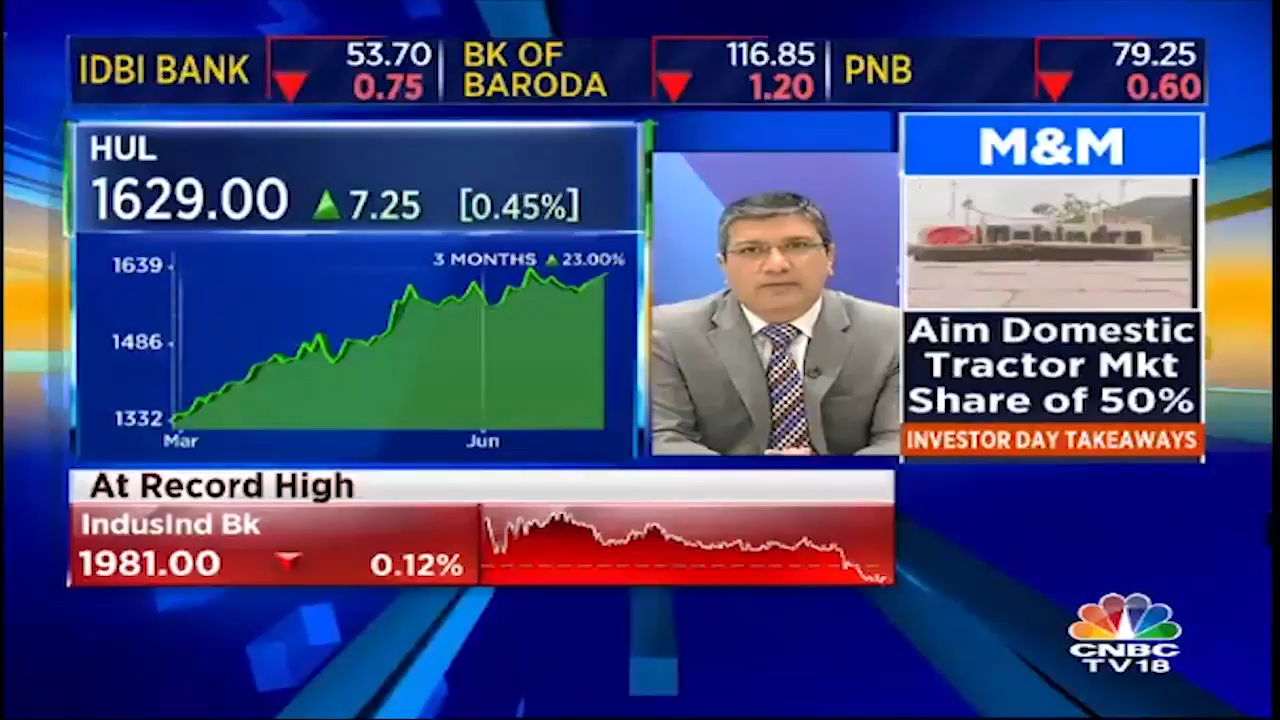 IDBI BANK
53.70
0.75
BK OF
BARODA
116.85
1.20
PNB
79.25
0.60
HUL
1629.00 7.25 [0.45%]
3 MONTHS 23.00%
1639
1486
1332
Mar Jun
M&M
Mahindra
Aim Domestic
Tractor Mkt
Share of 50%
INVESTOR DAY TAKEAWAYS
At Record High
IndusInd Bk
1981.00 0.12%
CNBC
TV18